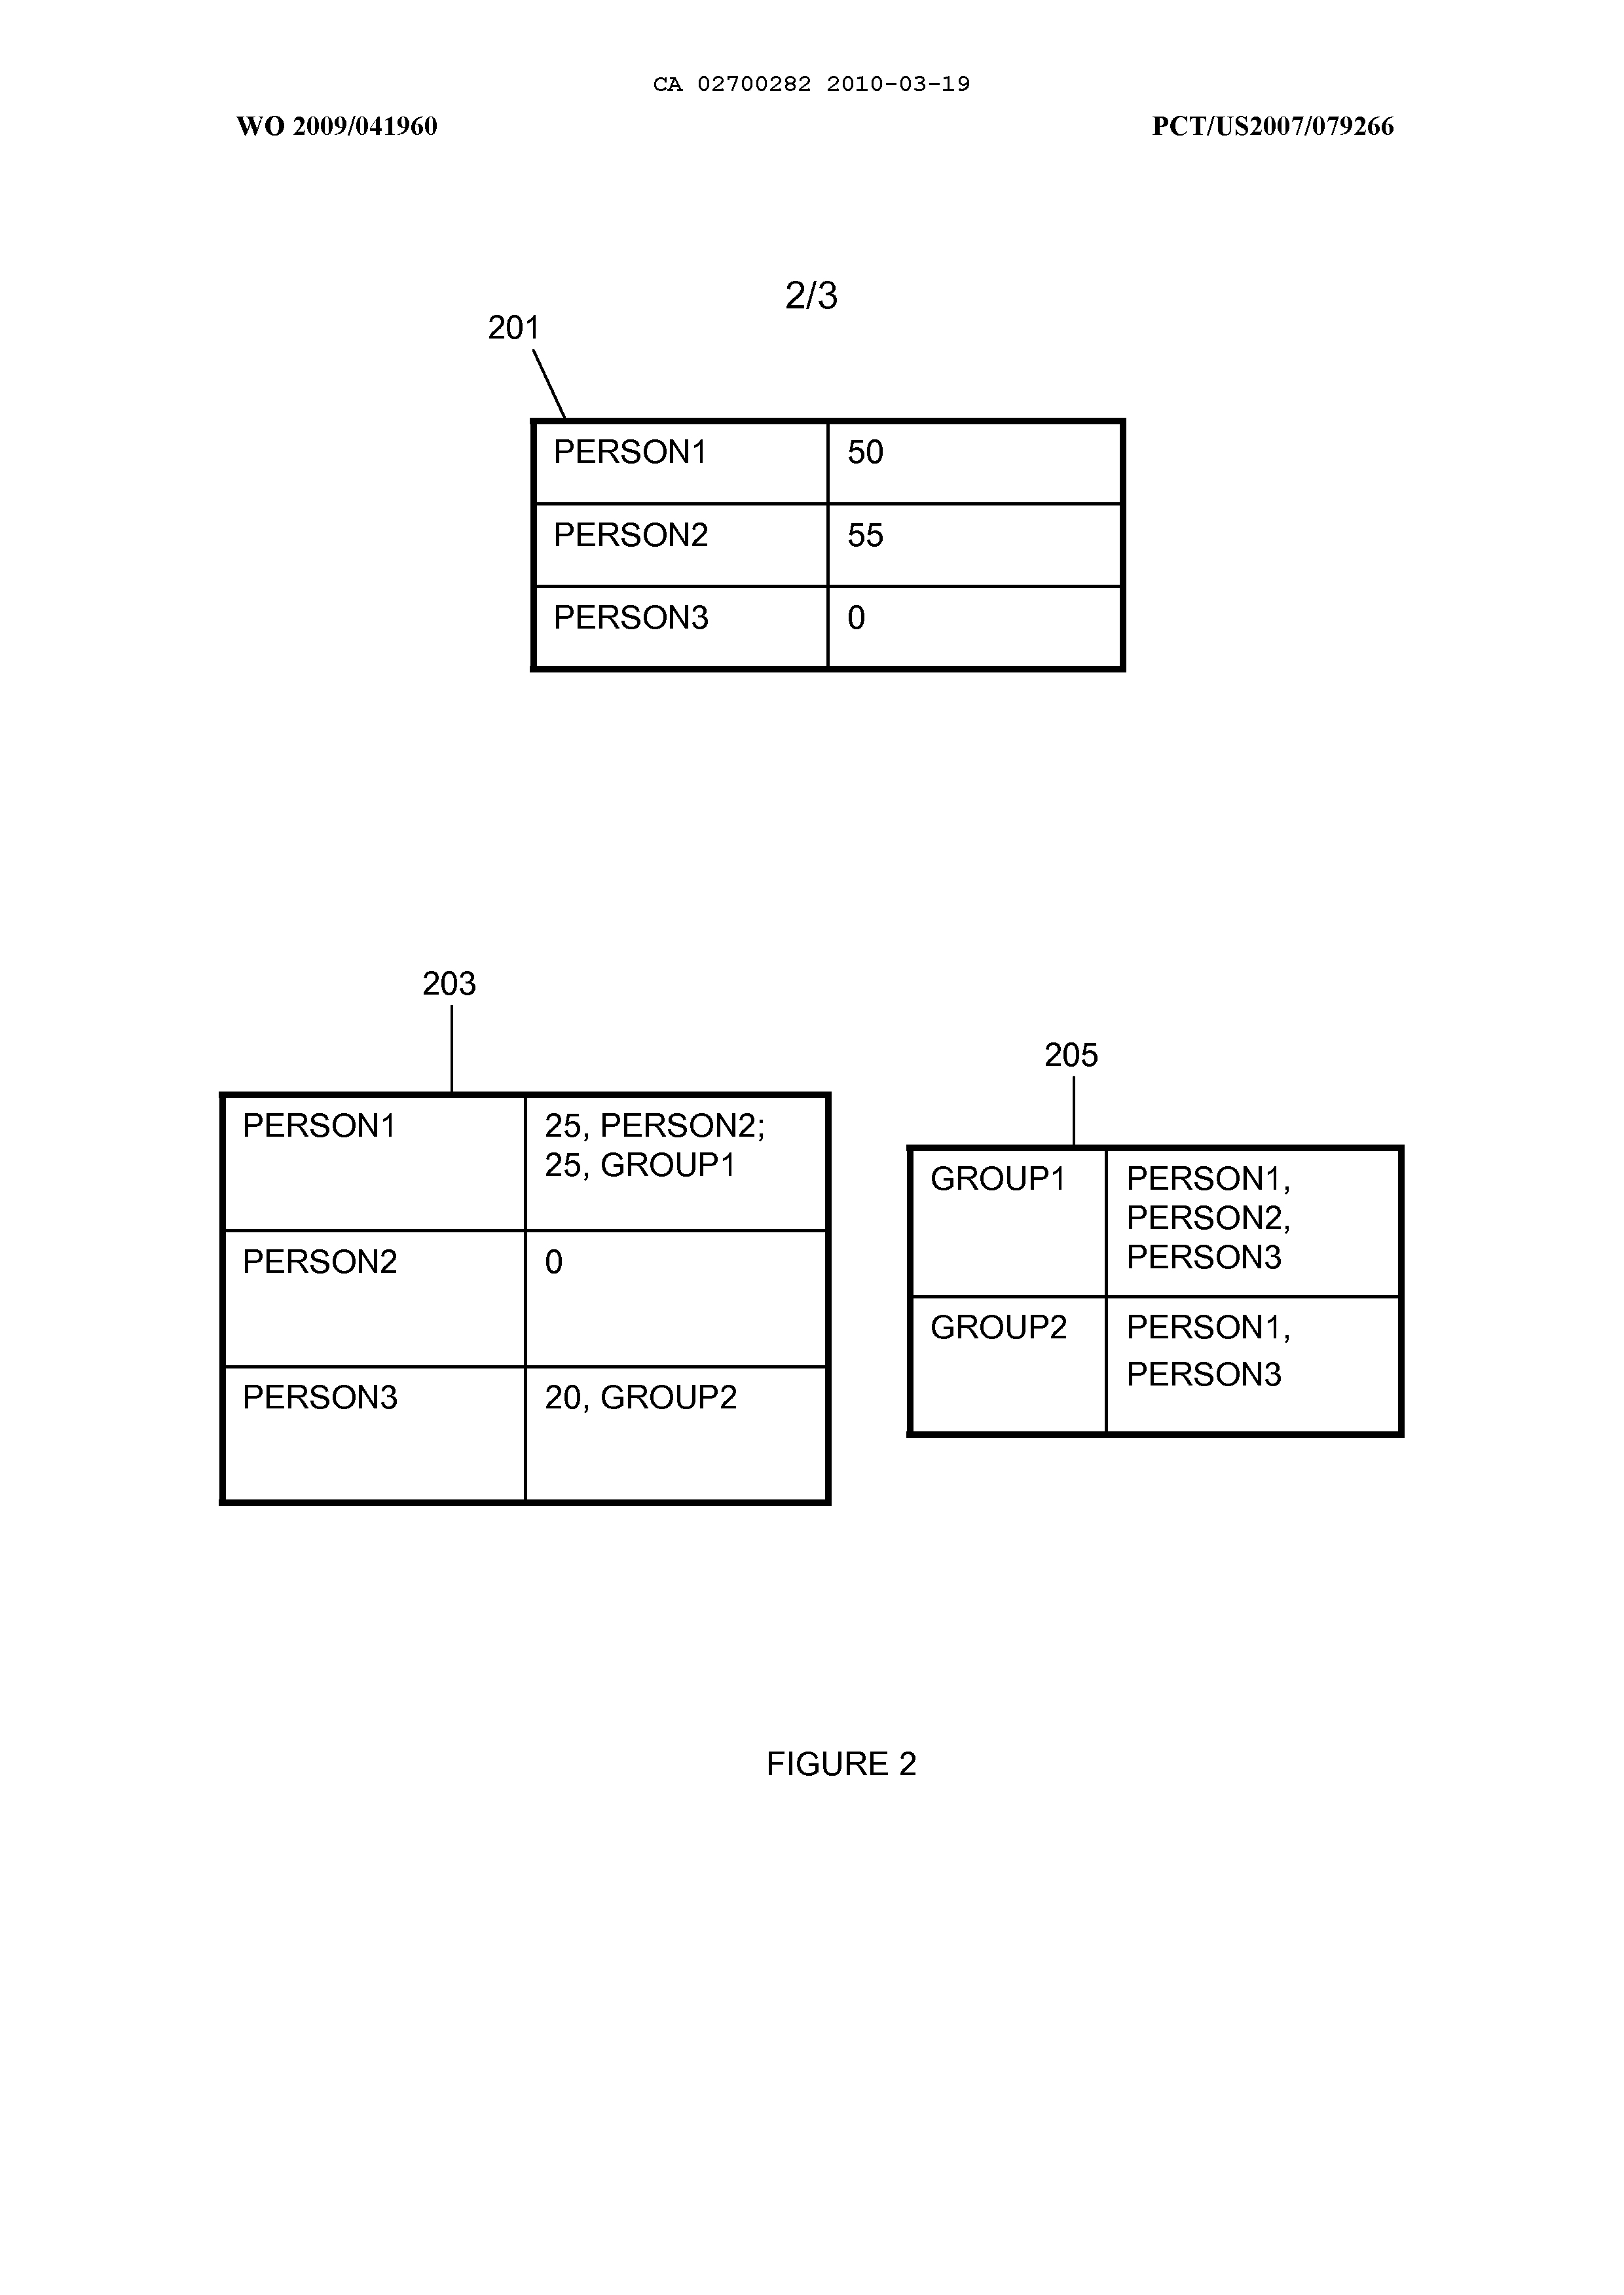 CA 02700282 2010-03-19
WO 2009/041960
PCT/US2007/079266
2/3
201
PERSON1 50
PERSON2 55
PERSON3 0
203
PERSON1 25, PERSON2;
25, GROUP1
PERSON2 0
PERSON3 20, GROUP2
205
GROUP1 PERSON1,
PERSON2,
PERSON3
GROUP2 PERSON1,
PERSON3
FIGURE 2